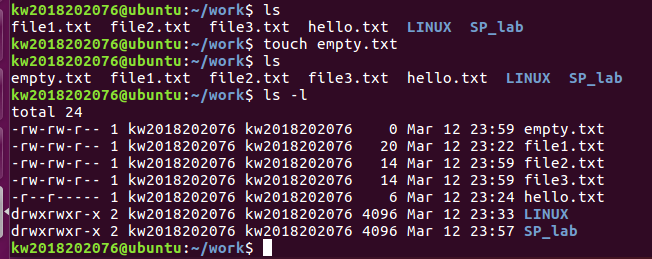 kw2018202076@ubuntu:~/work$ ls
file1.txt  file2.txt  file3.txt  hello.txt  LINUX  SP_lab
kw2018202076@ubuntu:~/work$ touch empty.txt
kw2018202076@ubuntu:~/work$ ls
empty.txt  file1.txt  file2.txt  file3.txt  hello.txt  LINUX  SP_lab
kw2018202076@ubuntu:~/work$ ls -l
total 24
-rw-rw-r-- 1 kw2018202076 kw2018202076    0 Mar 12 23:59 empty.txt
-rw-rw-r-- 1 kw2018202076 kw2018202076   20 Mar 12 23:22 file1.txt
-rw-rw-r-- 1 kw2018202076 kw2018202076   14 Mar 12 23:59 file2.txt
-rw-rw-r-- 1 kw2018202076 kw2018202076   14 Mar 12 23:59 file3.txt
-r--r----- 1 kw2018202076 kw2018202076    6 Mar 12 23:24 hello.txt
drwxrwxr-x 2 kw2018202076 kw2018202076 4096 Mar 12 23:33 LINUX
drwxrwxr-x 2 kw2018202076 kw2018202076 4096 Mar 12 23:57 SP_lab
kw2018202076@ubuntu:~/work$